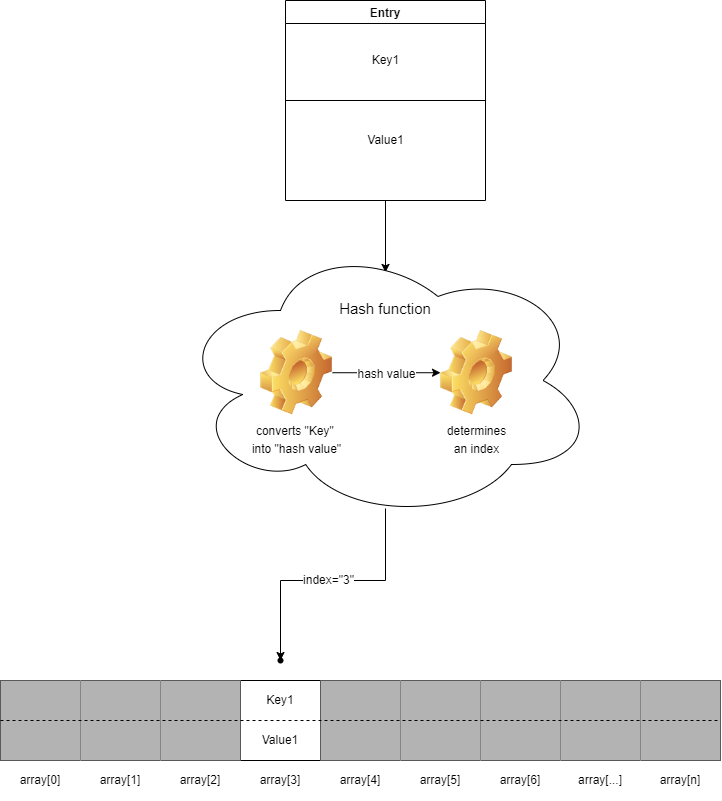 Entry
Key1
Value1
Hash function
hash value
converts "Key"
into "hash value"
determines
an index
index="3"
Key1
Value1
array[0] array[1] array[2] array[3] array[4] array[5] array[6] array[...] array[n]